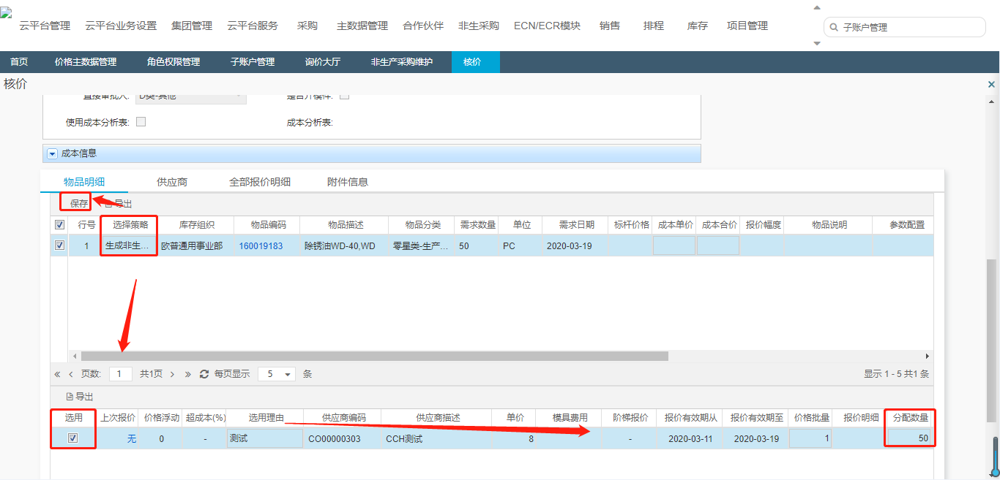 云平台管理 云平台业务设置 集团管理 云平台服务 采购 主数据管理 合作伙伴 非生采购 ECN/ECR模块 销售 排程 库存 项目管理 子账户管理
首页 价格主数据管理 角色权限管理 子账户管理 询价大厅 非生产采购维护 核价
核价
直接审批人: D类-其他 是否开模件:
使用成本分析表: 成本分析表:
成本信息
物品明细 供应商 全部报价明细 附件信息
保存 导出
行号 选择策略 库存组织 物品编码 物品描述 物品分类 需求数量 单位 需求日期 标杆价格 成本单价 成本合价 报价幅度 物品说明 参数配置
1 生成非生... 欧普通用事业部 160019183 除锈油WD-40,WD 零星类-生产... 50 PC 2020-03-19
页数: 1 共1页 每页显示 5 条 显示 1 - 5 共1 条
导出
选用 上次报价 价格浮动 超成本(%) 选用理由 供应商编码 供应商描述 单价 模具费用 阶梯报价 报价有效期从 报价有效期至 价格批量 报价明细 分配数量
无 0 - 测试 CO00000303 CCH测试 8 - 2020-03-11 2020-03-19 1 50